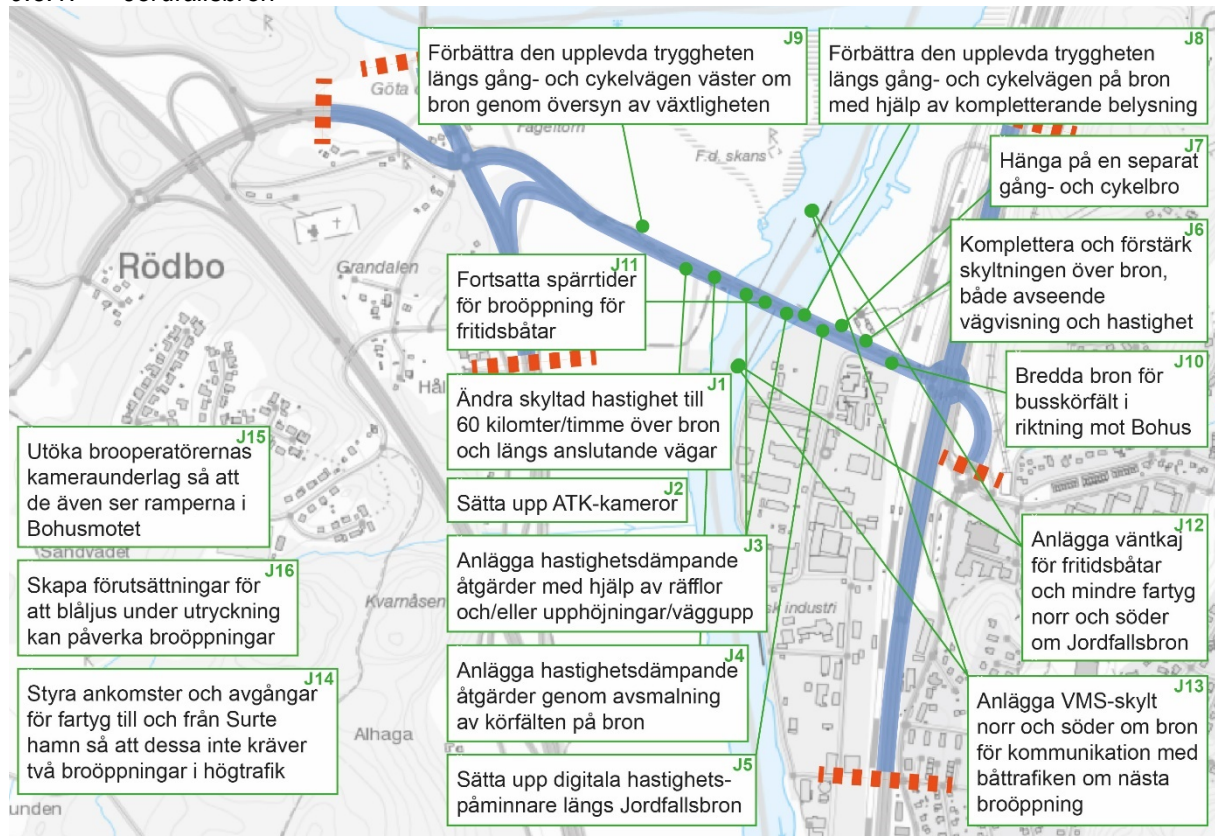 Jordfallsbron
J9
Förbättra den upplevda tryggheten
längs gång- och cykelvägen väster om
bron genom översyn av växtligheten
J8
Förbättra den upplevda tryggheten
längs gång- och cykelvägen på bron
med hjälp av kompletterande belysning
J7
Hänga på en separat
gång- och cykelbro
J6
Komplettera och förstärk
skyltningen över bron,
både avseende
vägvisning och hastighet
J11
Fortsatta spärrtider
för broöppning för
fritidsbåtar
J10
Bredda bron för
busskörfält i
riktning mot Bohus
J1
Ändra skyltad hastighet till
60 kilomter/timme över bron
och längs anslutande vägar
J2
Sätta upp ATK-kameror
J3
Anlägga hastighetsdämpande
åtgärder med hjälp av räfflor
och/eller upphöjningar/väggupp
J4
Anlägga hastighetsdämpande
åtgärder genom avsmalning
av körfälten på bron
J5
Sätta upp digitala hastighets-
påminnare längs Jordfallsbron
J15
Utöka brooperatörernas
kameraunderlag så att
de även ser ramperna i
Bohusmotet
J16
Skapa förutsättningar för
att blåljus under utryckning
kan påverka broöppningar
J14
Styra ankomster och avgångar
för fartyg till och från Surte
hamn så att dessa inte kräver
två broöppningar i högtrafik
J12
Anlägga väntkaj
för fritidsbåtar
och mindre fartyg
norr och söder
om Jordfallsbron
J13
Anlägga VMS-skylt
norr och söder om bron
för kommunikation med
båttrafiken om nästa
broöppning
Göta
Fågeltorn
F.d. skans
Rödbo
Grandalen
Hål
Sandvadet
Kvarnåsen
sk industri
Alhaga
unden